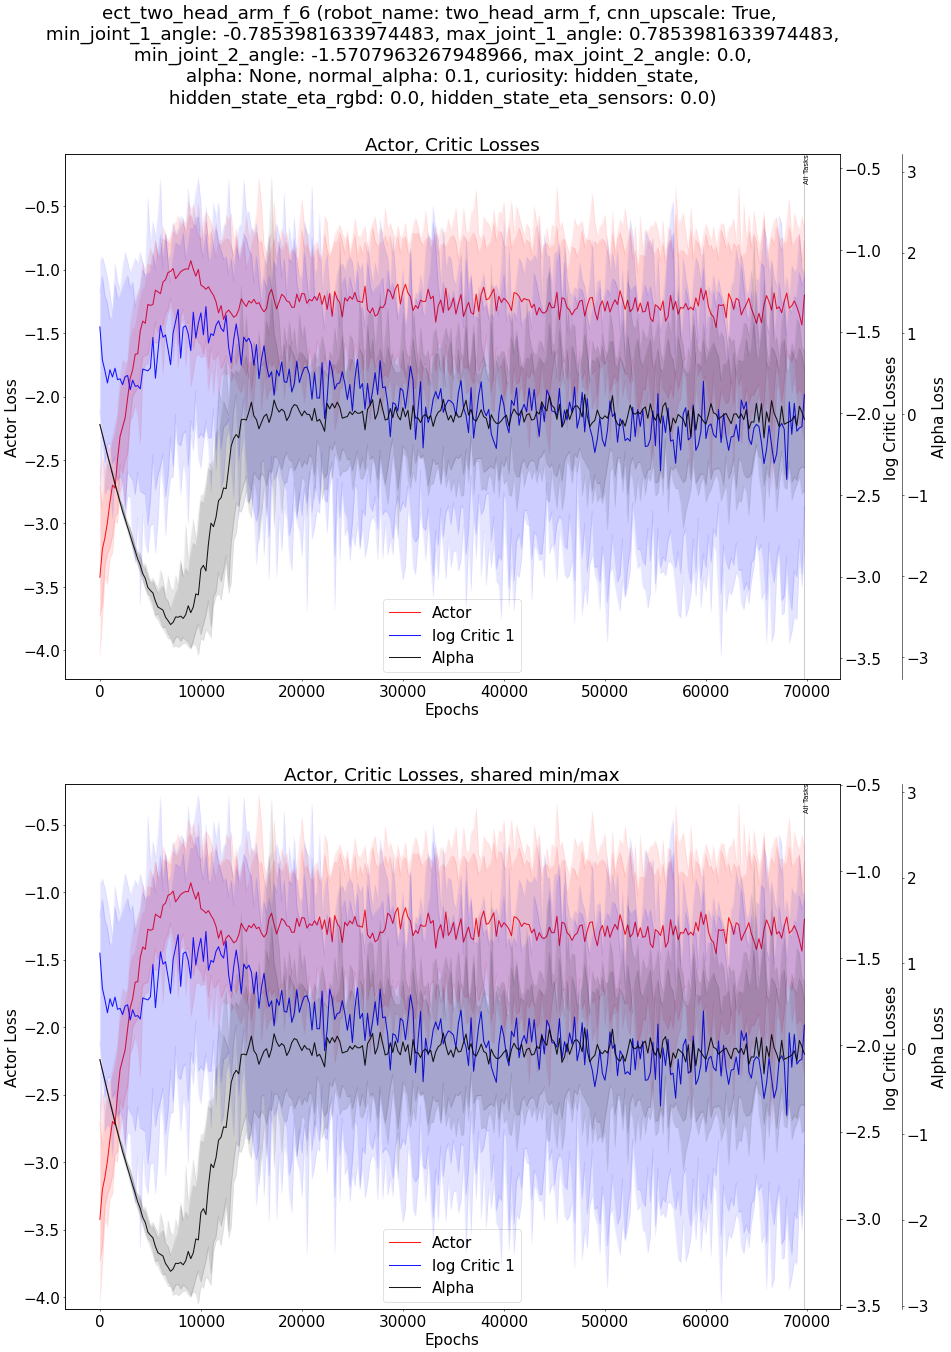 ect_two_head_arm_f_6 (robot_name: two_head_arm_f, cnn_upscale: True,
min_joint_1_angle: -0.7853981633974483, max_joint_1_angle: 0.7853981633974483,
min_joint_2_angle: -1.5707963267948966, max_joint_2_angle: 0.0,
alpha: None, normal_alpha: 0.1, curiosity: hidden_state,
hidden_state_eta_rgbd: 0.0, hidden_state_eta_sensors: 0.0)
Actor, Critic Losses
All Tasks
Actor Loss
−0.5
−1.0
−1.5
−2.0
−2.5
−3.0
−3.5
−4.0
−0.5
−1.0
−1.5
−2.0
−2.5
−3.0
−3.5
log Critic Losses
3
2
1
0
−1
−2
−3
Alpha Loss
Actor
log Critic 1
Alpha
0 10000 20000 30000 40000 50000 60000 70000
Epochs
Actor, Critic Losses, shared min/max
All Tasks
Actor Loss
−0.5
−1.0
−1.5
−2.0
−2.5
−3.0
−3.5
−4.0
−0.5
−1.0
−1.5
−2.0
−2.5
−3.0
−3.5
log Critic Losses
3
2
1
0
−1
−2
−3
Alpha Loss
Actor
log Critic 1
Alpha
0 10000 20000 30000 40000 50000 60000 70000
Epochs